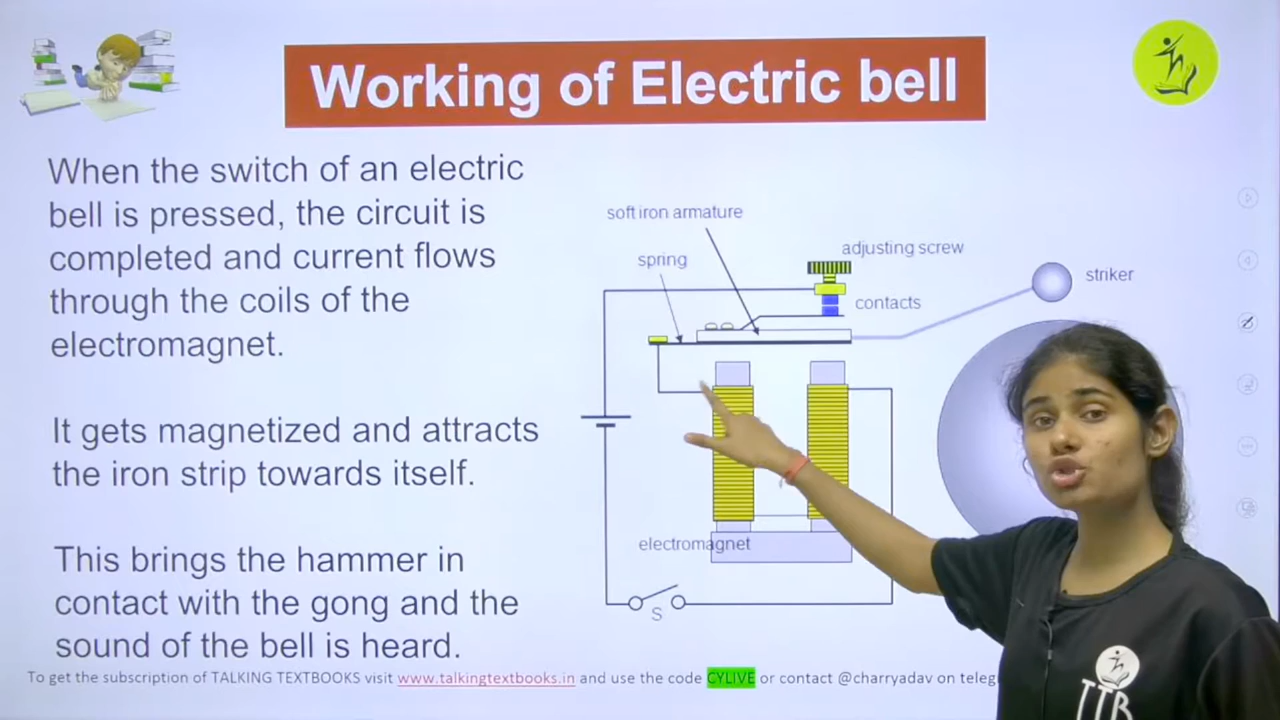 Working of Electric bell
When the switch of an electric
bell is pressed, the circuit is
completed and current flows
through the coils of the
electromagnet.
It gets magnetized and attracts
the iron strip towards itself.
This brings the hammer in
contact with the gong and the
sound of the bell is heard.
soft iron armature
spring
adjusting screw
contacts
striker
electromagnet
S
To get the subscription of TALKING TEXTBOOKS visit www.talkingtextbooks.in and use the code CYLIVE or contact @charryadav on teleg
TTB